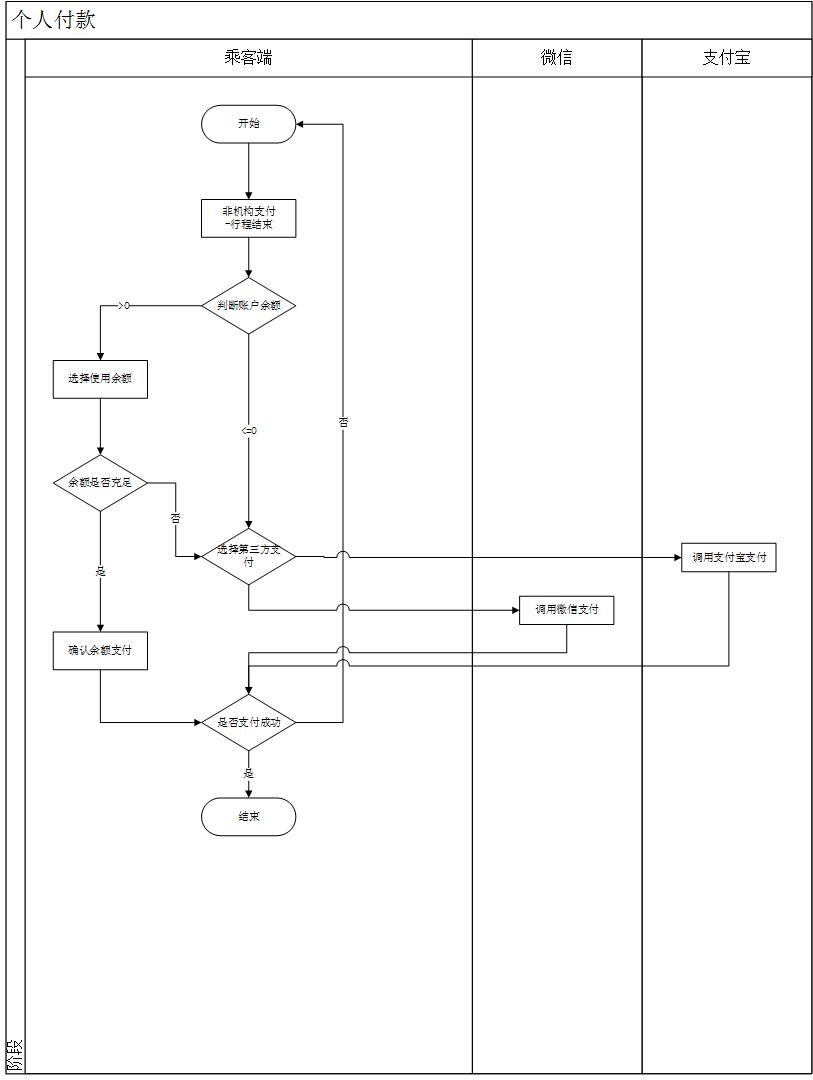 个人付款
乘客端
微信
支付宝
开始
非机构支付
-行程结束
判断账户余额
>0
选择使用余额
否
<=0
余额是否充足
否
选择第三方支
付
调用支付宝支付
是
调用微信支付
确认余额支付
是否支付成功
是
结束
阶段